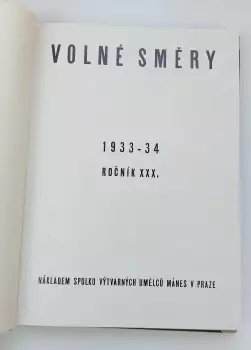 VOLNÉ SMĚRY
1933-34
ROČNÍK XXX.
NÁKLADEM SPOLKU VÝTVARNÝCH UMĚLCŮ MÁNES V PRAZE